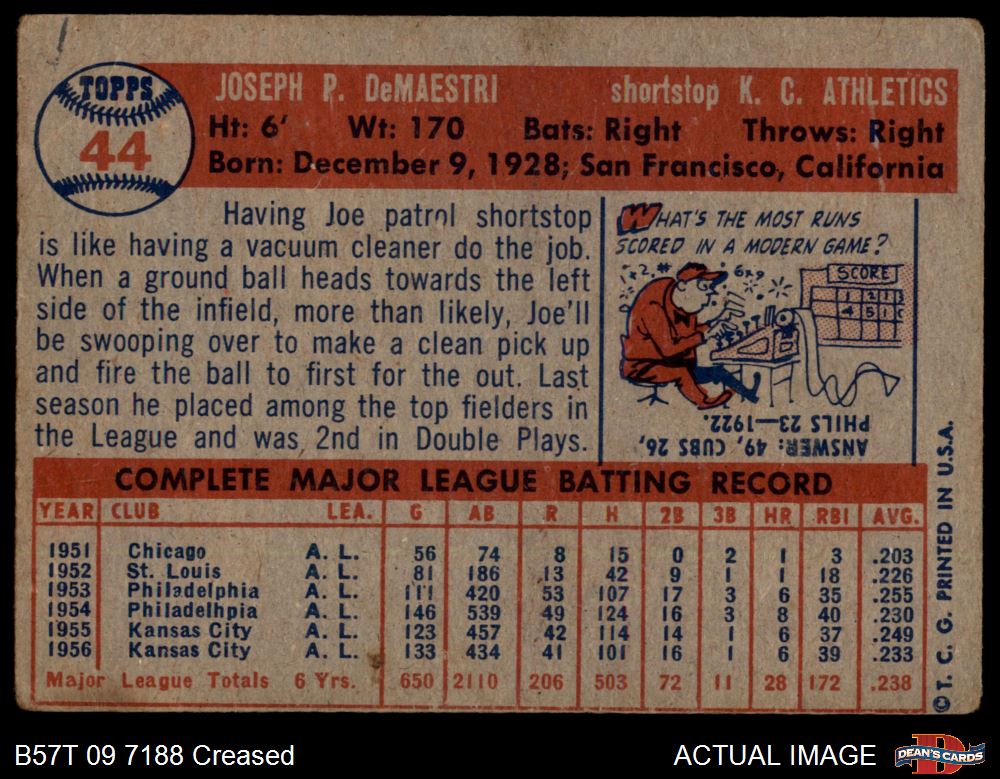 TOPPS
44
JOSEPH P. DeMAESTRI shortstop K. C. ATHLETICS
Ht: 6' Wt: 170 Bats: Right Throws: Right
Born: December 9, 1928; San Francisco, California
Having Joe patrol shortstop
is like having a vacuum cleaner do the job.
When a ground ball heads towards the left
side of the infield, more than likely, Joe'll
be swooping over to make a clean pick up
and fire the ball to first for the out. Last
season he placed among the top fielders in
the League and was 2nd in Double Plays.
WHAT'S THE MOST RUNS
SCORED IN A MODERN GAME?
SCORE
ANSWER: 49, CUBS 26,
PHILS 23—1922.
COMPLETE MAJOR LEAGUE BATTING RECORD
YEAR CLUB LEA. G AB R H 2B 3B HR RBI AVG.
1951 Chicago A. L. 56 74 8 15 0 2 1 3 .203
1952 St. Louis A. L. 81 186 13 42 9 1 1 18 .226
1953 Philadelphia A. L. 111 420 53 107 17 3 6 35 .255
1954 Philadelhpia A. L. 146 539 49 124 16 3 8 40 .230
1955 Kansas City A. L. 123 457 42 114 14 1 6 37 .249
1956 Kansas City A. L. 133 434 41 101 16 1 6 39 .233
Major League Totals 6 Yrs. 650 2110 206 503 72 11 28 172 .238
© T. C. G. PRINTED IN U.S.A.
B57T 09 7188 Creased
ACTUAL IMAGE
DEAN'S CARDS